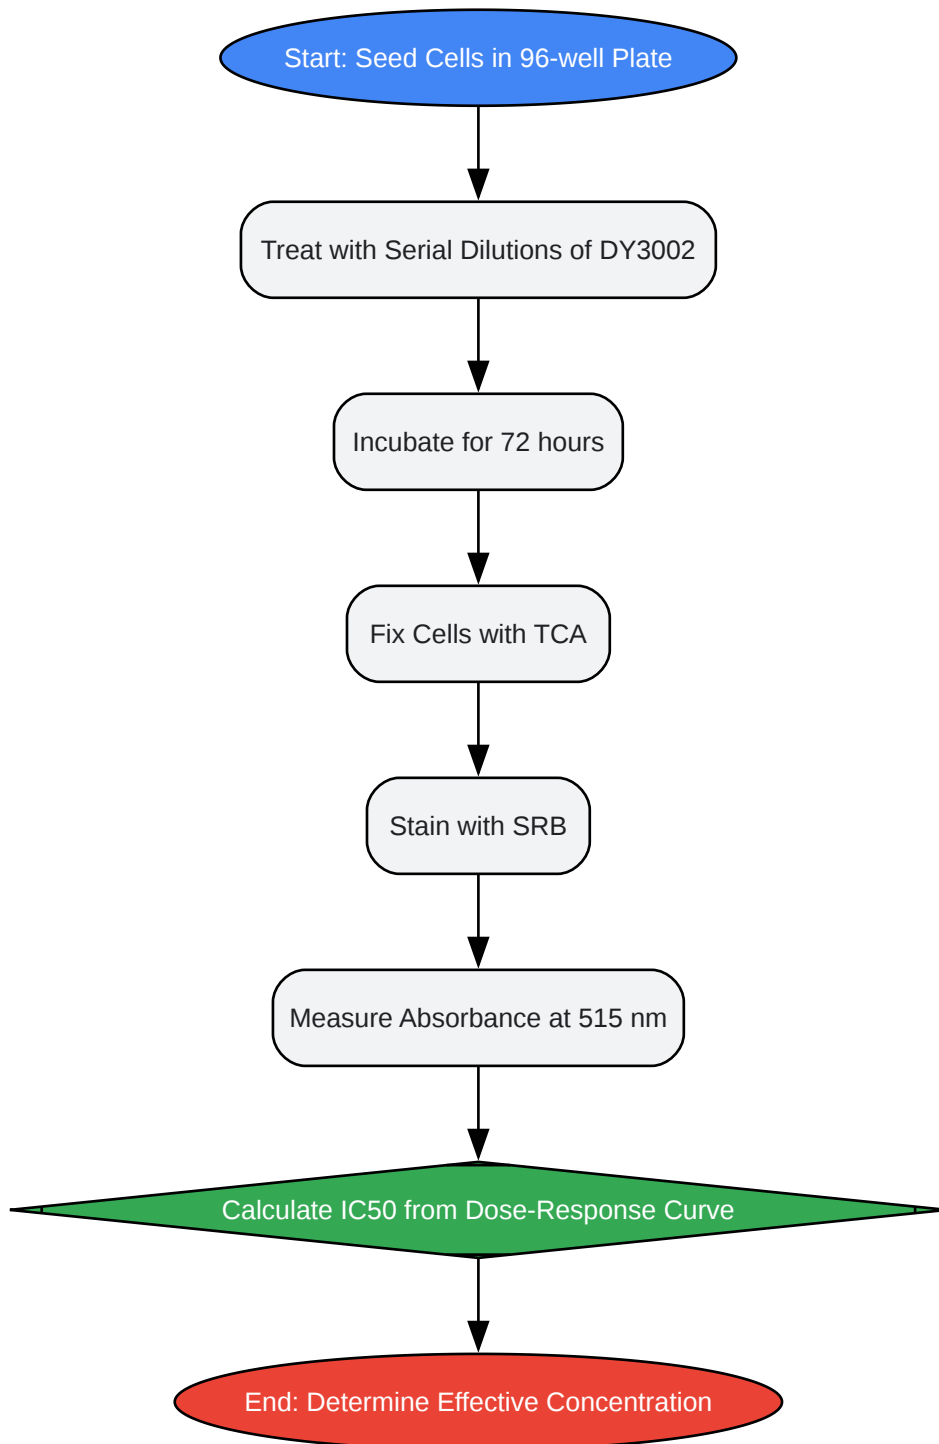 Start: Seed Cells in 96-well Plate
Treat with Serial Dilutions of DY3002
Incubate for 72 hours
Fix Cells with TCA
Stain with SRB
Measure Absorbance at 515 nm
Calculate IC50 from Dose-Response Curve
End: Determine Effective Concentration